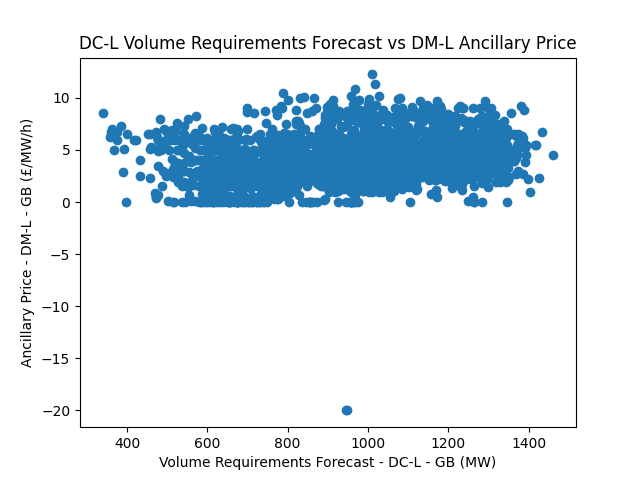 DC-L Volume Requirements Forecast vs DM-L Ancillary Price
10
5
0
−5
−10
−15
−20
Ancillary Price - DM-L - GB (£/MW/h)
400 600 800 1000 1200 1400
Volume Requirements Forecast - DC-L - GB (MW)